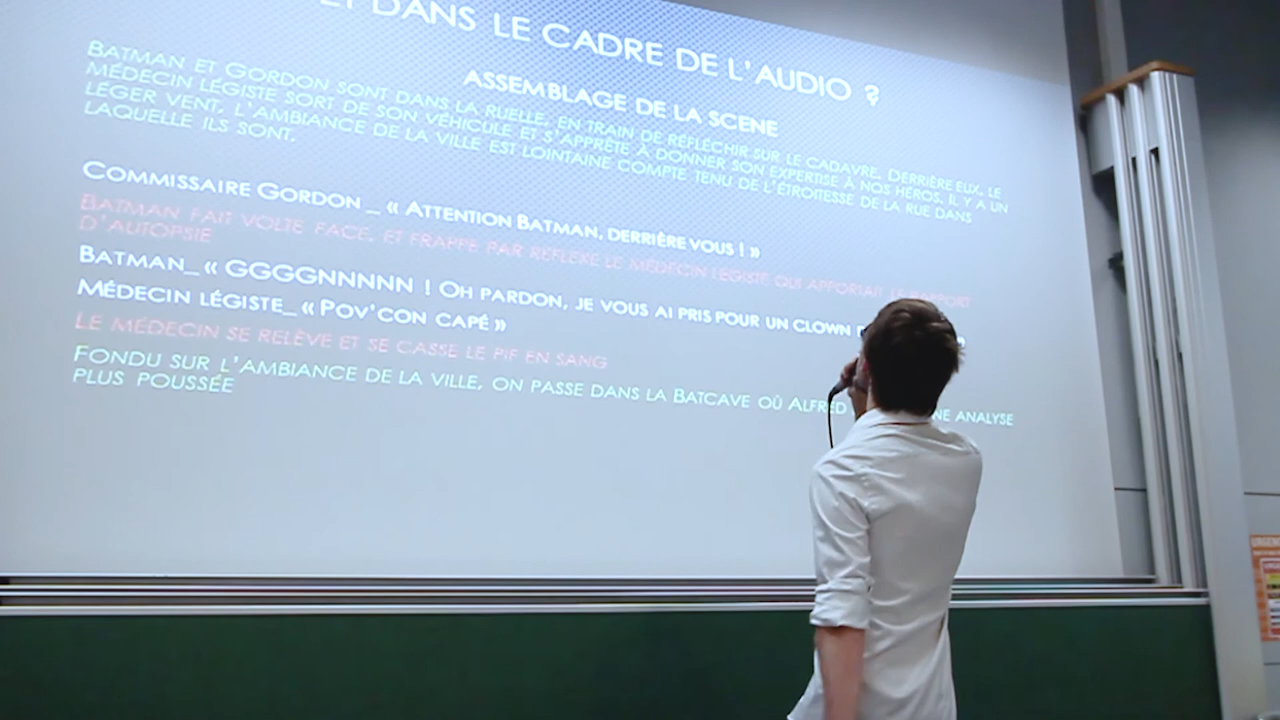 ET DANS LE CADRE DE L'AUDIO ?
ASSEMBLAGE DE LA SCENE
BATMAN ET GORDON SONT DANS LA RUELLE, EN TRAIN DE RÉFLÉCHIR SUR LE CADAVRE. DERRIÈRE EUX, LE
MÉDECIN LÉGISTE SORT DE SON VÉHICULE ET S'APPRÊTE À DONNER SON EXPERTISE À NOS HÉROS. IL Y A UN
LÉGER VENT. L'AMBIANCE DE LA VILLE EST LOINTAINE COMPTE TENU DE L'ÉTROITESSE DE LA RUE DANS
LAQUELLE ILS SONT.
COMMISSAIRE GORDON _ « ATTENTION BATMAN, DERRIÈRE VOUS ! »
BATMAN FAIT VOLTE FACE, ET FRAPPE PAR REFLEXE LE MÉDECIN LÉGISTE QUI APPORTAIT LE RAPPORT
D'AUTOPSIE
BATMAN_ « GGGGNNNNN ! OH PARDON, JE VOUS AI PRIS POUR UN CLOWN
MÉDECIN LÉGISTE_ « POV'CON CAPÉ »
LE MÉDECIN SE RELÈVE ET SE CASSE LE PIF EN SANG
FONDU SUR L'AMBIANCE DE LA VILLE, ON PASSE DANS LA BATCAVE OÙ ALFRED NE ANALYSE
PLUS POUSSÉE